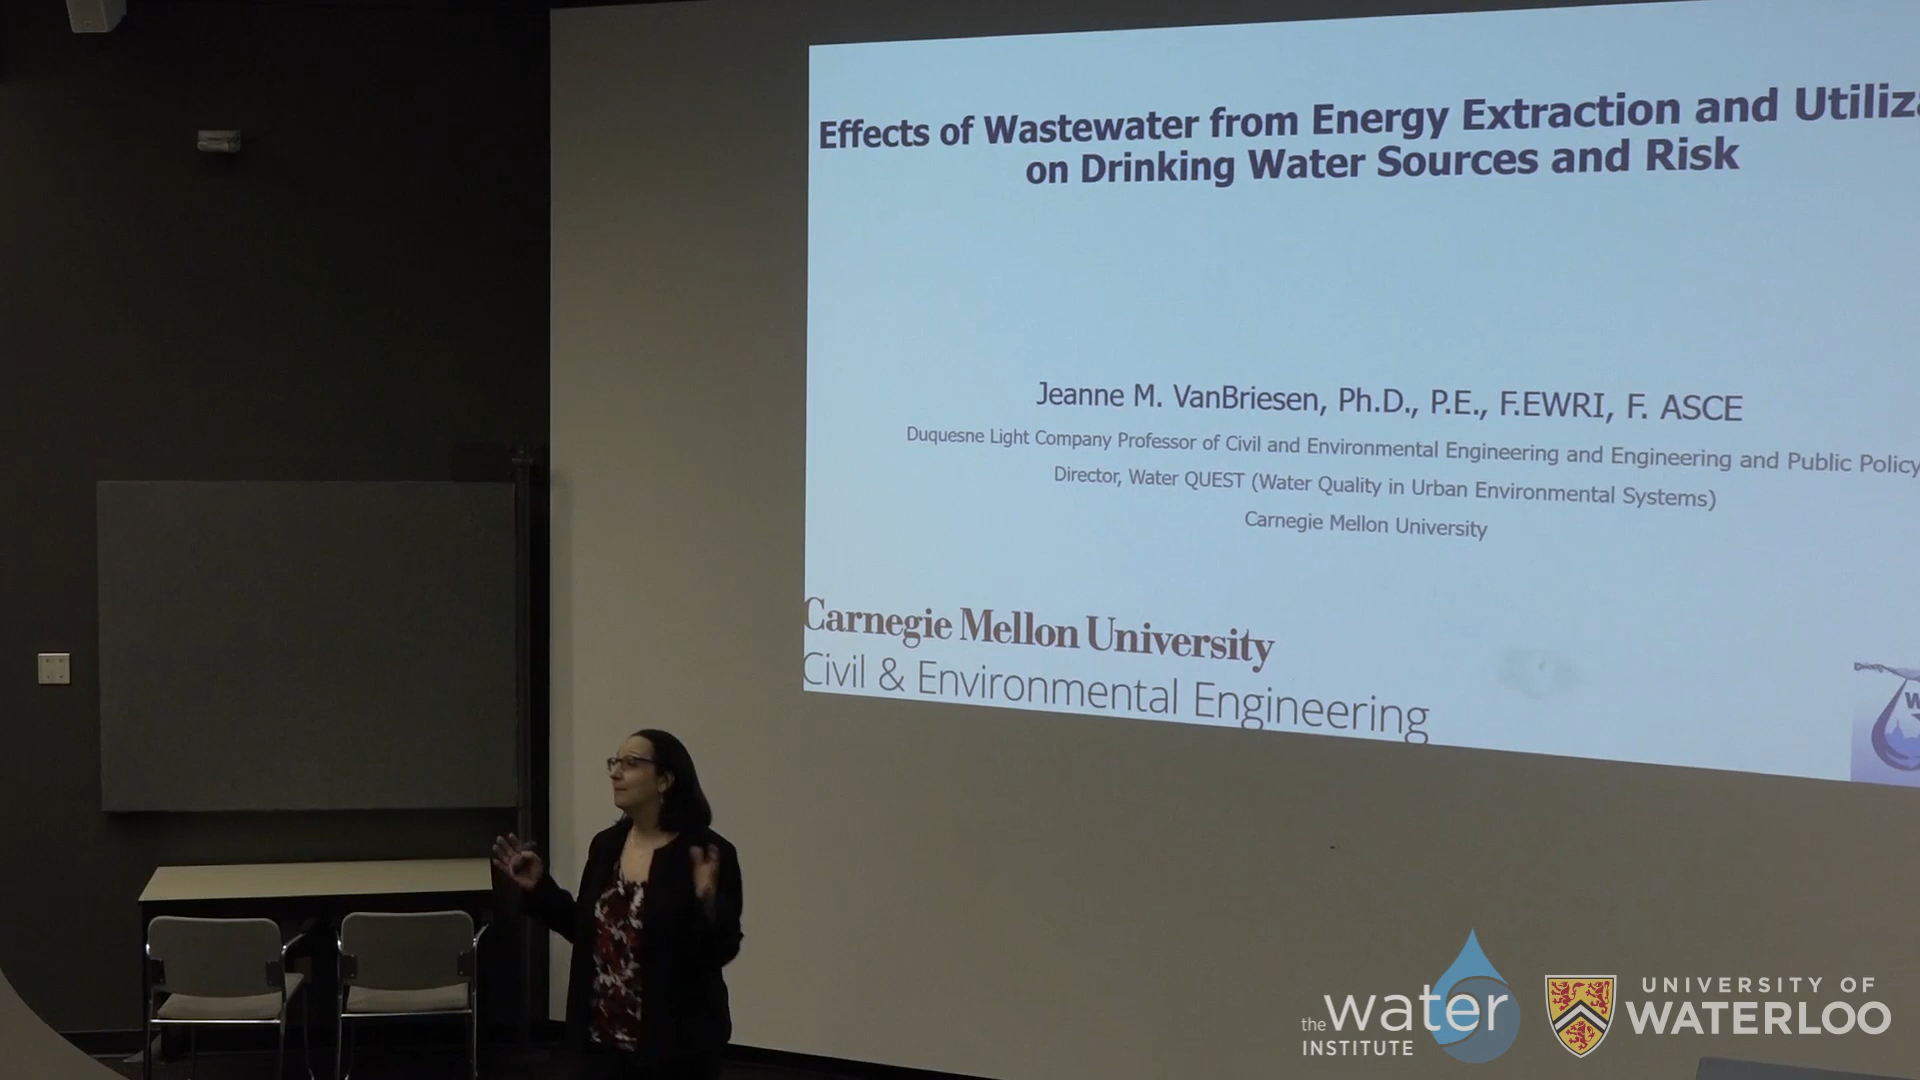 Effects of Wastewater from Energy Extraction and
on Drinking Water Sources and Risk
Jeanne M. VanBriesen, Ph.D., P.E., F.EWRI, F. ASCE
Duquesne Light Company Professor of Civil and Environmental Engineering and Engineering and Public Policy
Director, Water QUEST (Water Quality in Urban Environmental Systems)
Carnegie Mellon University
Carnegie Mellon University
Civil & Environmental Engineering
the water
INSTITUTE
UNIVERSITY OF
WATERLOO